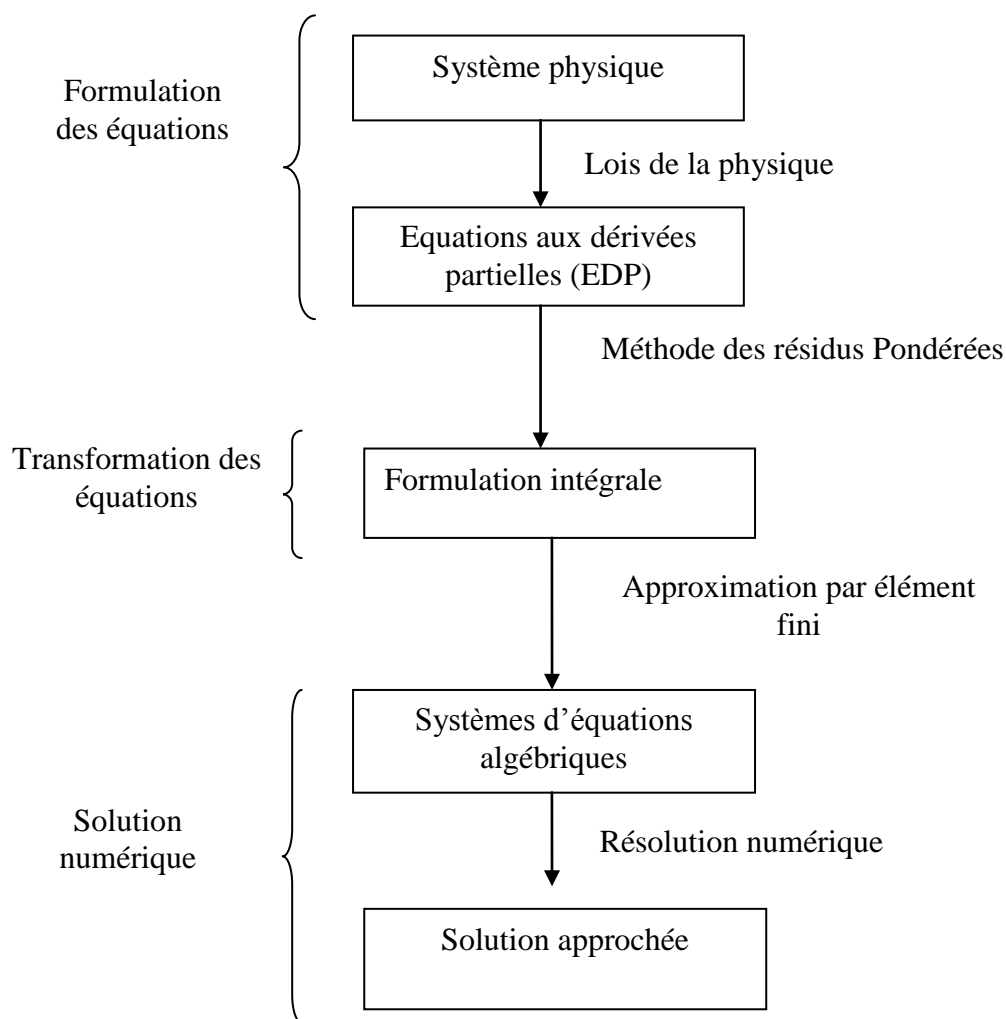 Système physique
Formulation
des équations
Lois de la physique
Equations aux dérivées
partielles (EDP)
Méthode des résidus Pondérées
Transformation des
équations
Formulation intégrale
Approximation par élément
fini
Systèmes d’équations
algébriques
Solution
numérique
Résolution numérique
Solution approchée